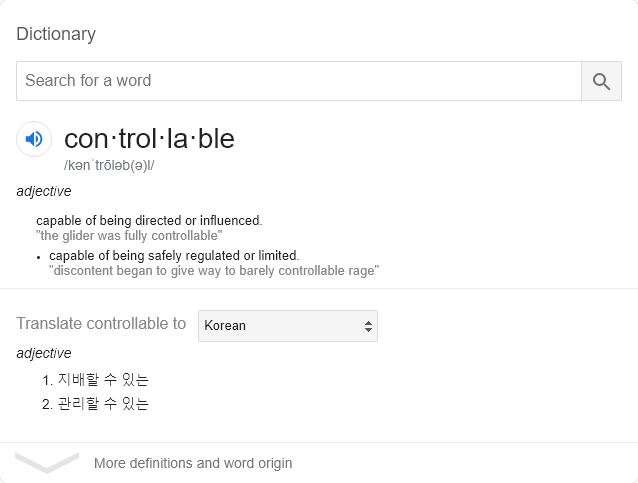 Dictionary
Search for a word
con·trol·la·ble
/kənˈtrōləb(ə)l/
adjective
capable of being directed or influenced.
"the glider was fully controllable"
• capable of being safely regulated or limited.
"discontent began to give way to barely controllable rage"
Translate controllable to Korean
adjective
1. 지배할 수 있는
2. 관리할 수 있는
More definitions and word origin